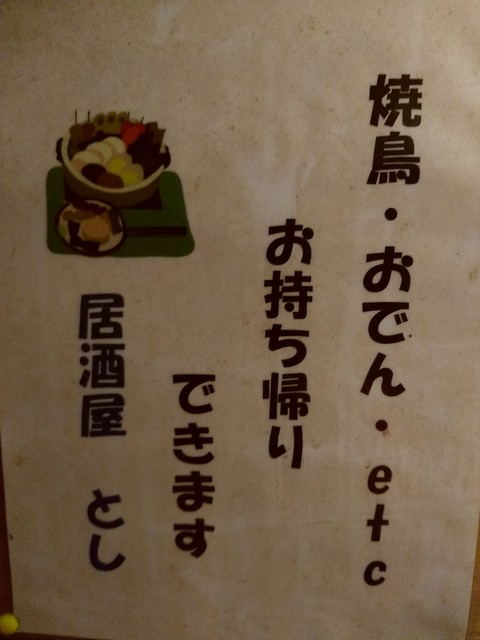 焼鳥・おでん・etc
お持ち帰り
できます
居酒屋 とし